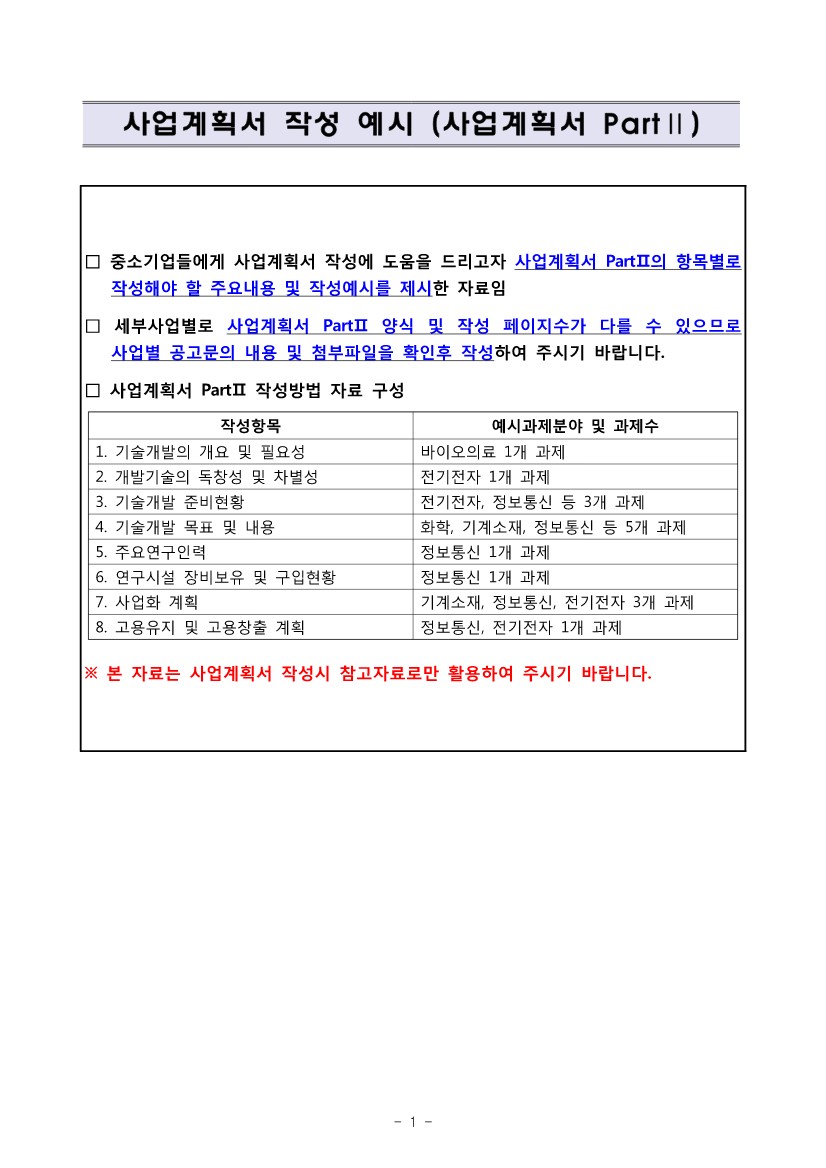 사업계획서 작성 예시 (사업계획서 PartⅡ)
□ 중소기업들에게 사업계획서 작성에 도움을 드리고자 사업계획서 PartⅡ의 항목별로
작성해야 할 주요내용 및 작성예시를 제시한 자료임
□ 세부사업별로 사업계획서 PartⅡ 양식 및 작성 페이지수가 다를 수 있으므로
사업별 공고문의 내용 및 첨부파일을 확인후 작성하여 주시기 바랍니다.
□ 사업계획서 PartⅡ 작성방법 자료 구성
작성항목 예시과제분야 및 과제수
1. 기술개발의 개요 및 필요성 바이오의료 1개 과제
2. 개발기술의 독창성 및 차별성 전기전자 1개 과제
3. 기술개발 준비현황 전기전자, 정보통신 등 3개 과제
4. 기술개발 목표 및 내용 화학, 기계소재, 정보통신 등 5개 과제
5. 주요연구인력 정보통신 1개 과제
6. 연구시설 장비보유 및 구입현황 정보통신 1개 과제
7. 사업화 계획 기계소재, 정보통신, 전기전자 3개 과제
8. 고용유지 및 고용창출 계획 정보통신, 전기전자 1개 과제
※ 본 자료는 사업계획서 작성시 참고자료로만 활용하여 주시기 바랍니다.
- 1 -